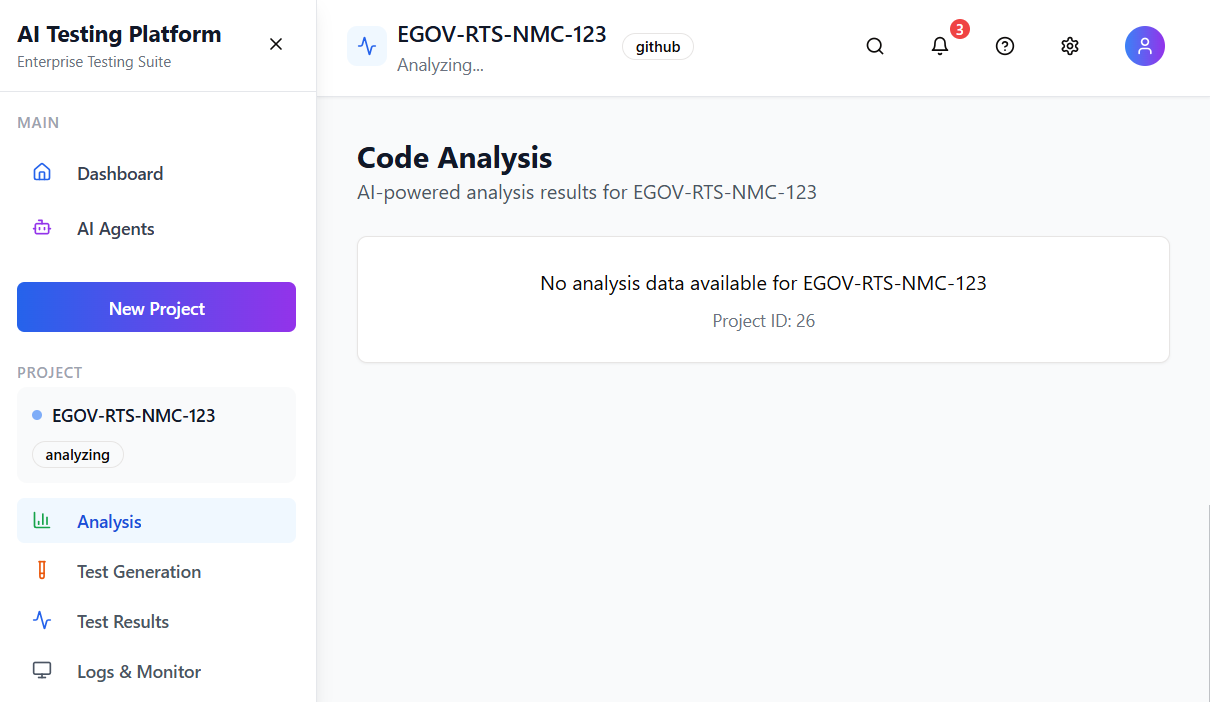 AI Testing Platform
Enterprise Testing Suite
MAIN
Dashboard
AI Agents
New Project
PROJECT
EGOV-RTS-NMC-123
analyzing
Analysis
Test Generation
Test Results
Logs & Monitor
EGOV-RTS-NMC-123
Analyzing...
github
3
Code Analysis
AI-powered analysis results for EGOV-RTS-NMC-123
No analysis data available for EGOV-RTS-NMC-123
Project ID: 26